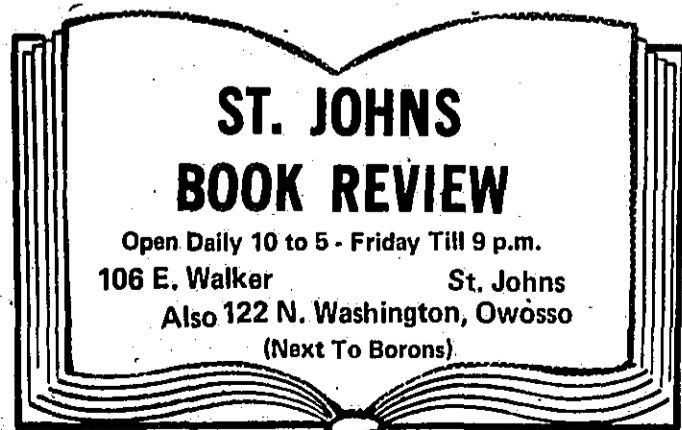 ST. JOHNS
BOOK REVIEW
Open Daily 10 to 5 - Friday Till 9 p.m.
106 E. Walker St. Johns
Also 122 N. Washington, Owosso
(Next To Borons)